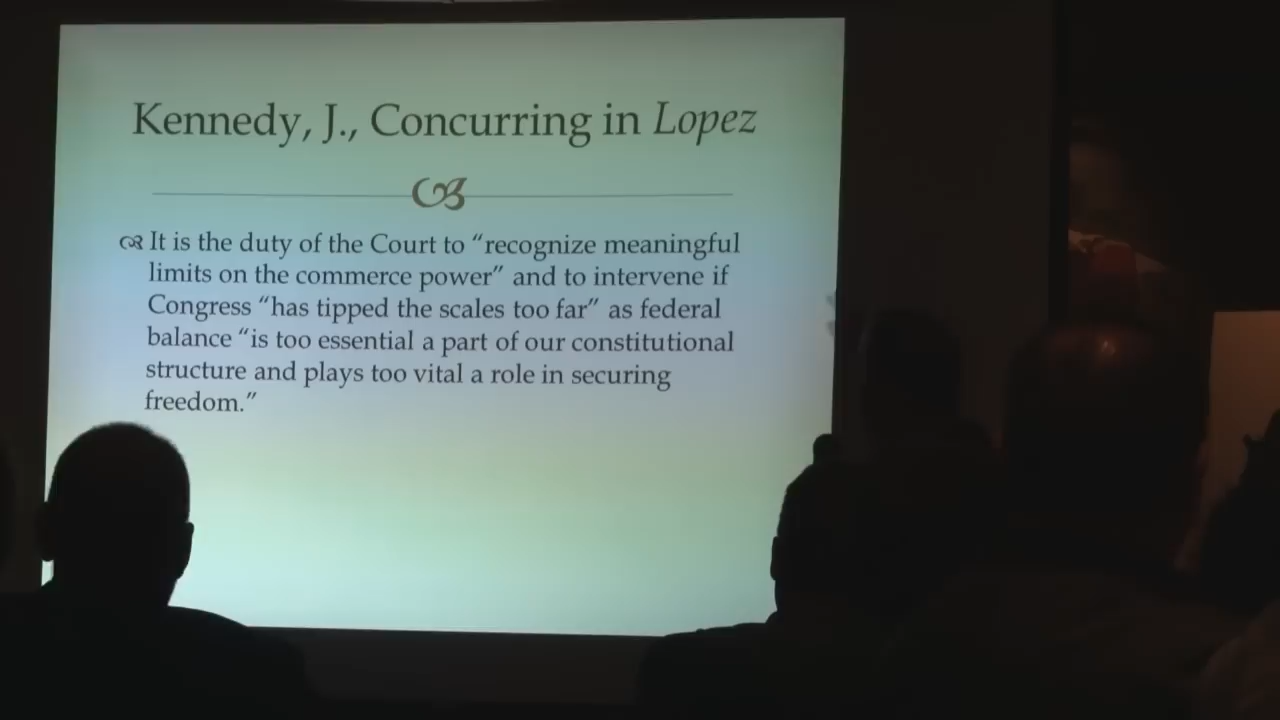 Kennedy, J., Concurring in Lopez
It is the duty of the Court to “recognize meaningful
limits on the commerce power” and to intervene if
Congress “has tipped the scales too far” as federal
balance “is too essential a part of our constitutional
structure and plays too vital a role in securing
freedom.”